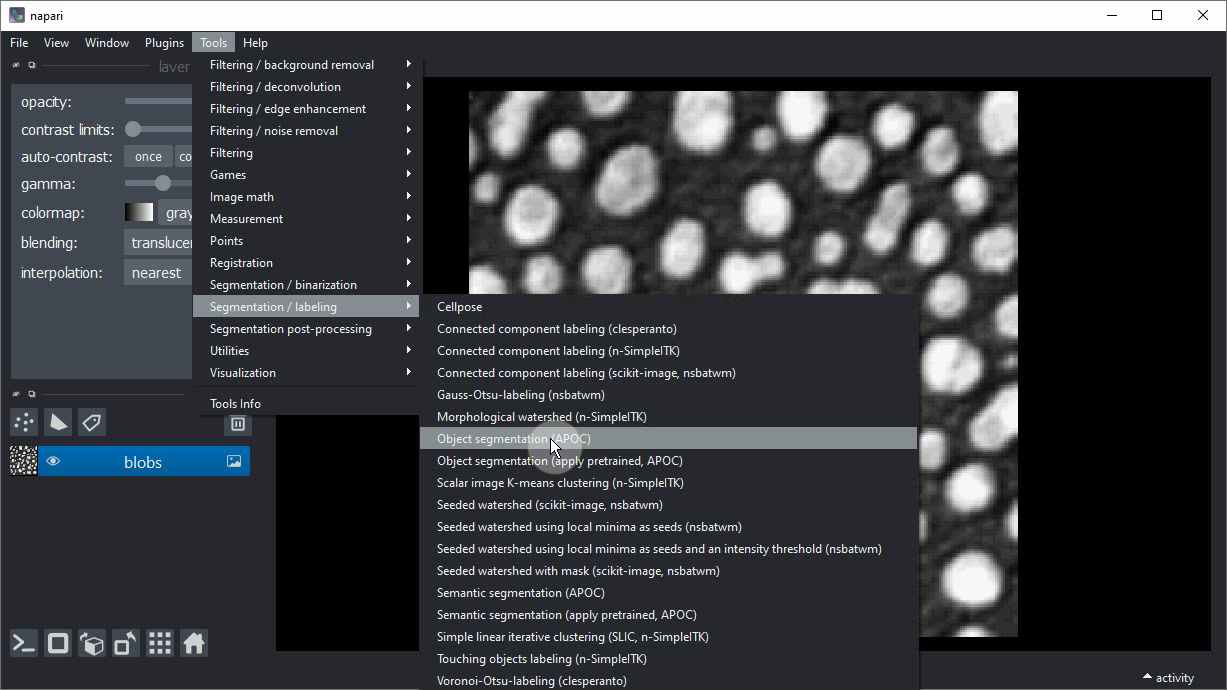 napari
File View Window Plugins Tools Help
layer
opacity:
contrast limits:
auto-contrast: once co
gamma:
colormap: gray
blending: translucen
interpolation: nearest
blobs
Filtering / background removal
Filtering / deconvolution
Filtering / edge enhancement
Filtering / noise removal
Filtering
Games
Image math
Measurement
Points
Registration
Segmentation / binarization
Segmentation / labeling
Segmentation post-processing
Utilities
Visualization
Tools Info
Cellpose
Connected component labeling (clesperanto)
Connected component labeling (n-SimpleITK)
Connected component labeling (scikit-image, nsbatwm)
Gauss-Otsu-labeling (nsbatwm)
Morphological watershed (n-SimpleITK)
Object segmentation (APOC)
Object segmentation (apply pretrained, APOC)
Scalar image K-means clustering (n-SimpleITK)
Seeded watershed (scikit-image, nsbatwm)
Seeded watershed using local minima as seeds (nsbatwm)
Seeded watershed using local minima as seeds and an intensity threshold (nsbatwm)
Seeded watershed with mask (scikit-image, nsbatwm)
Semantic segmentation (APOC)
Semantic segmentation (apply pretrained, APOC)
Simple linear iterative clustering (SLIC, n-SimpleITK)
Touching objects labeling (n-SimpleITK)
Voronoi-Otsu-labeling (clesperanto)
activity